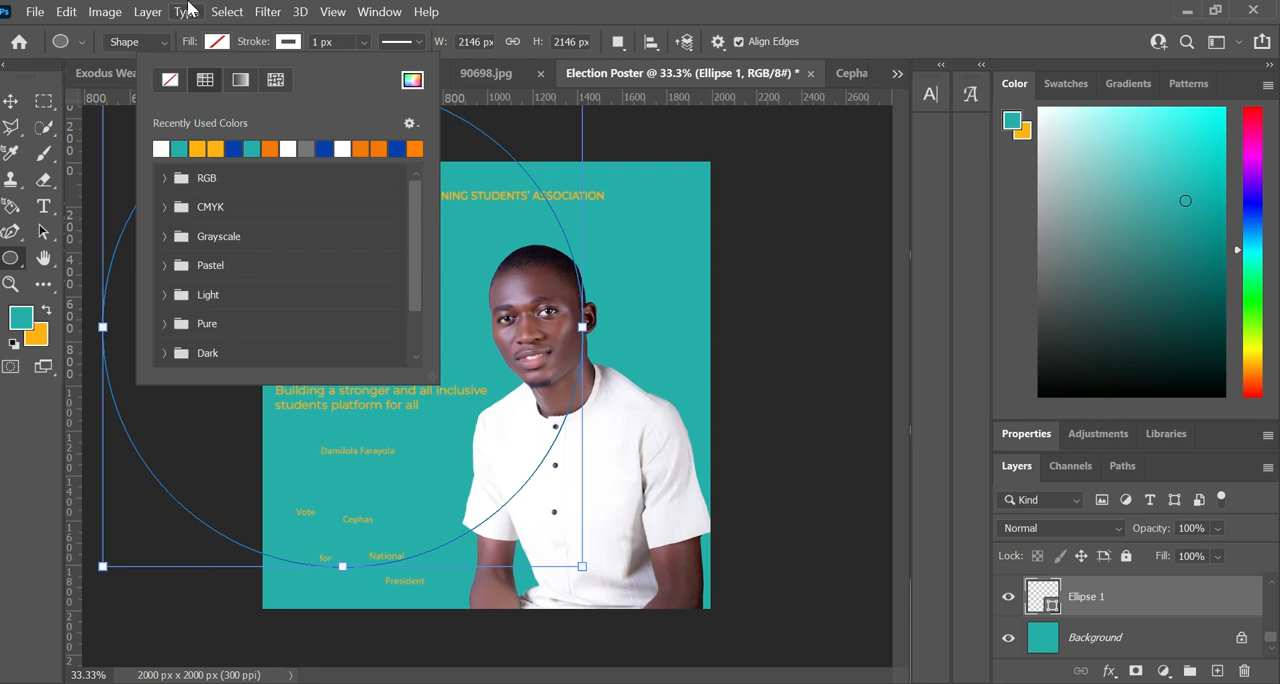 Ps File Edit Image Layer Type Select Filter 3D View Window Help
Shape Fill: Stroke: 1 px W: 2146 px H: 2146 px Align Edges
Exodus Wea 90698.jpg × Election Poster @ 33.3% (Ellipse 1, RGB/8#) * × Cepha »
800 800 1000 1200 1400 1600 1800 2000 2200 2400 2600
Recently Used Colors
RGB
CMYK
Grayscale
Pastel
Light
Pure
Dark
NING STUDENTS' ASSOCIATION
Building a stronger and all inclusive
students platform for all
Damilola Farayola
Vote
Cephas
for National
President
33.33% 2000 px x 2000 px (300 ppi)
Color Swatches Gradients Patterns
Properties Adjustments Libraries
Layers Channels Paths
Kind
Normal Opacity: 100%
Lock: Fill: 100%
Ellipse 1
Background